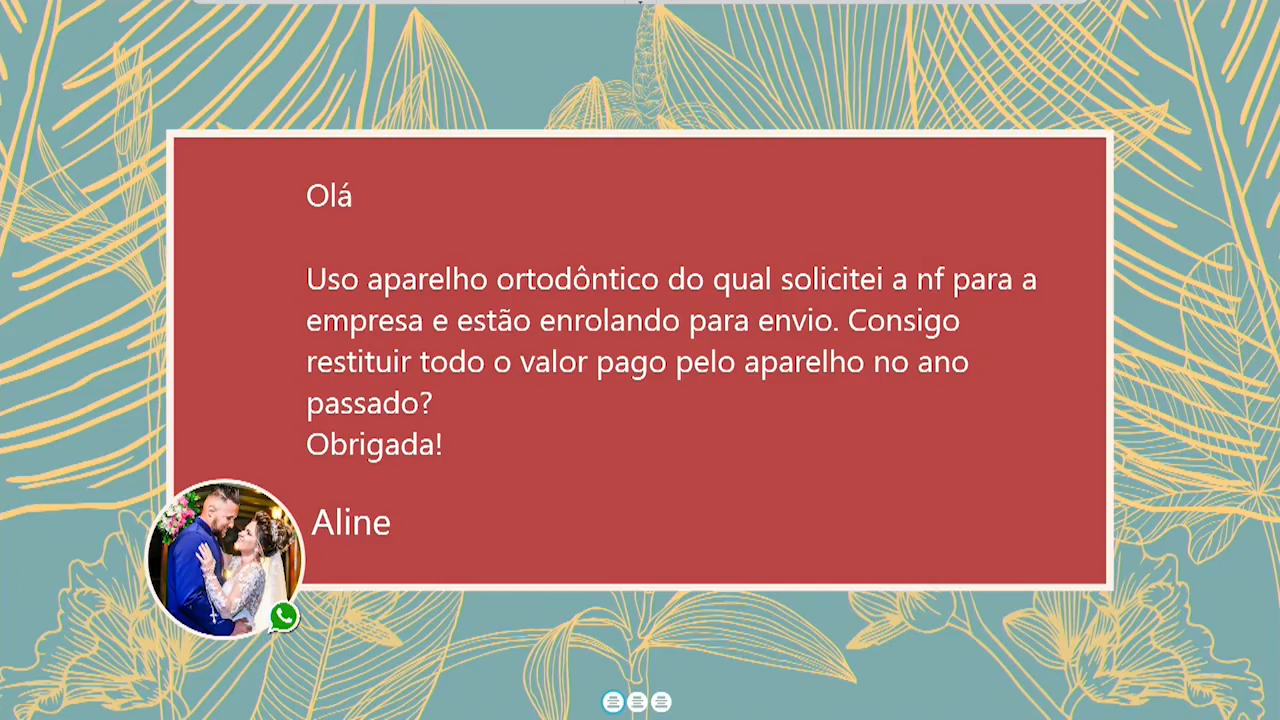 Olá
Uso aparelho ortodôntico do qual solicitei a nf para a
empresa e estão enrolando para envio. Consigo
restituir todo o valor pago pelo aparelho no ano
passado?
Obrigada!
Aline